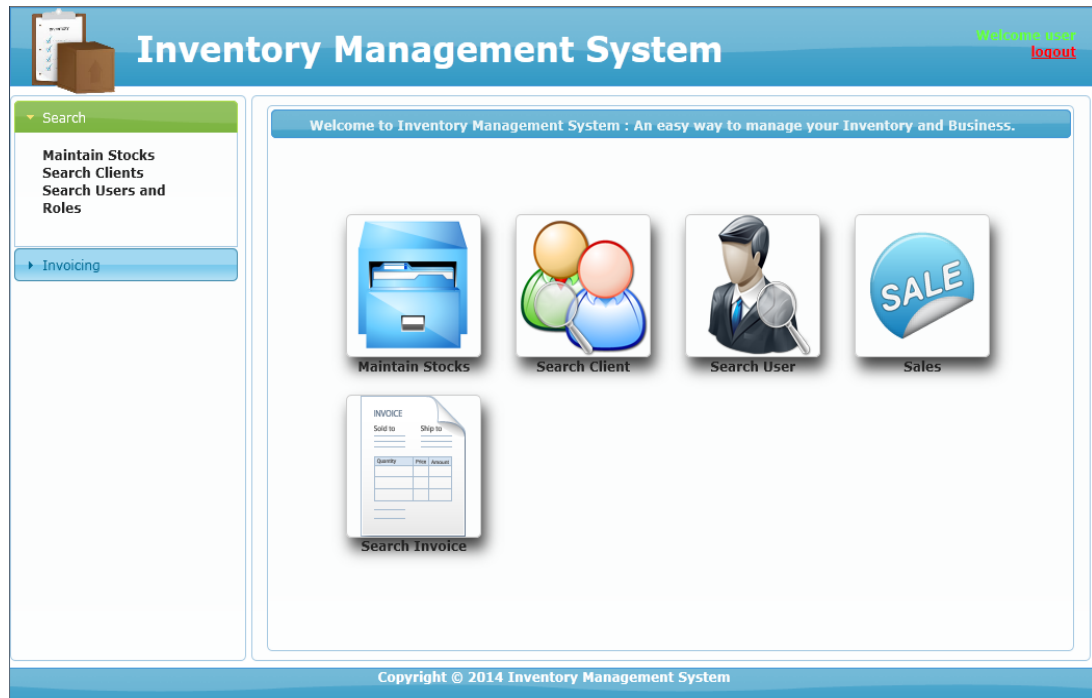 Inventory Management System
Welcome user
logout
Search
Maintain Stocks
Search Clients
Search Users and
Roles
Invoicing
Welcome to Inventory Management System : An easy way to manage your Inventory and Business.
SALE
Maintain Stocks
Search Client
Search User
Sales
INVOICE
Sold to Ship to
Quantity Price Amount
Search Invoice
Copyright © 2014 Inventory Management System